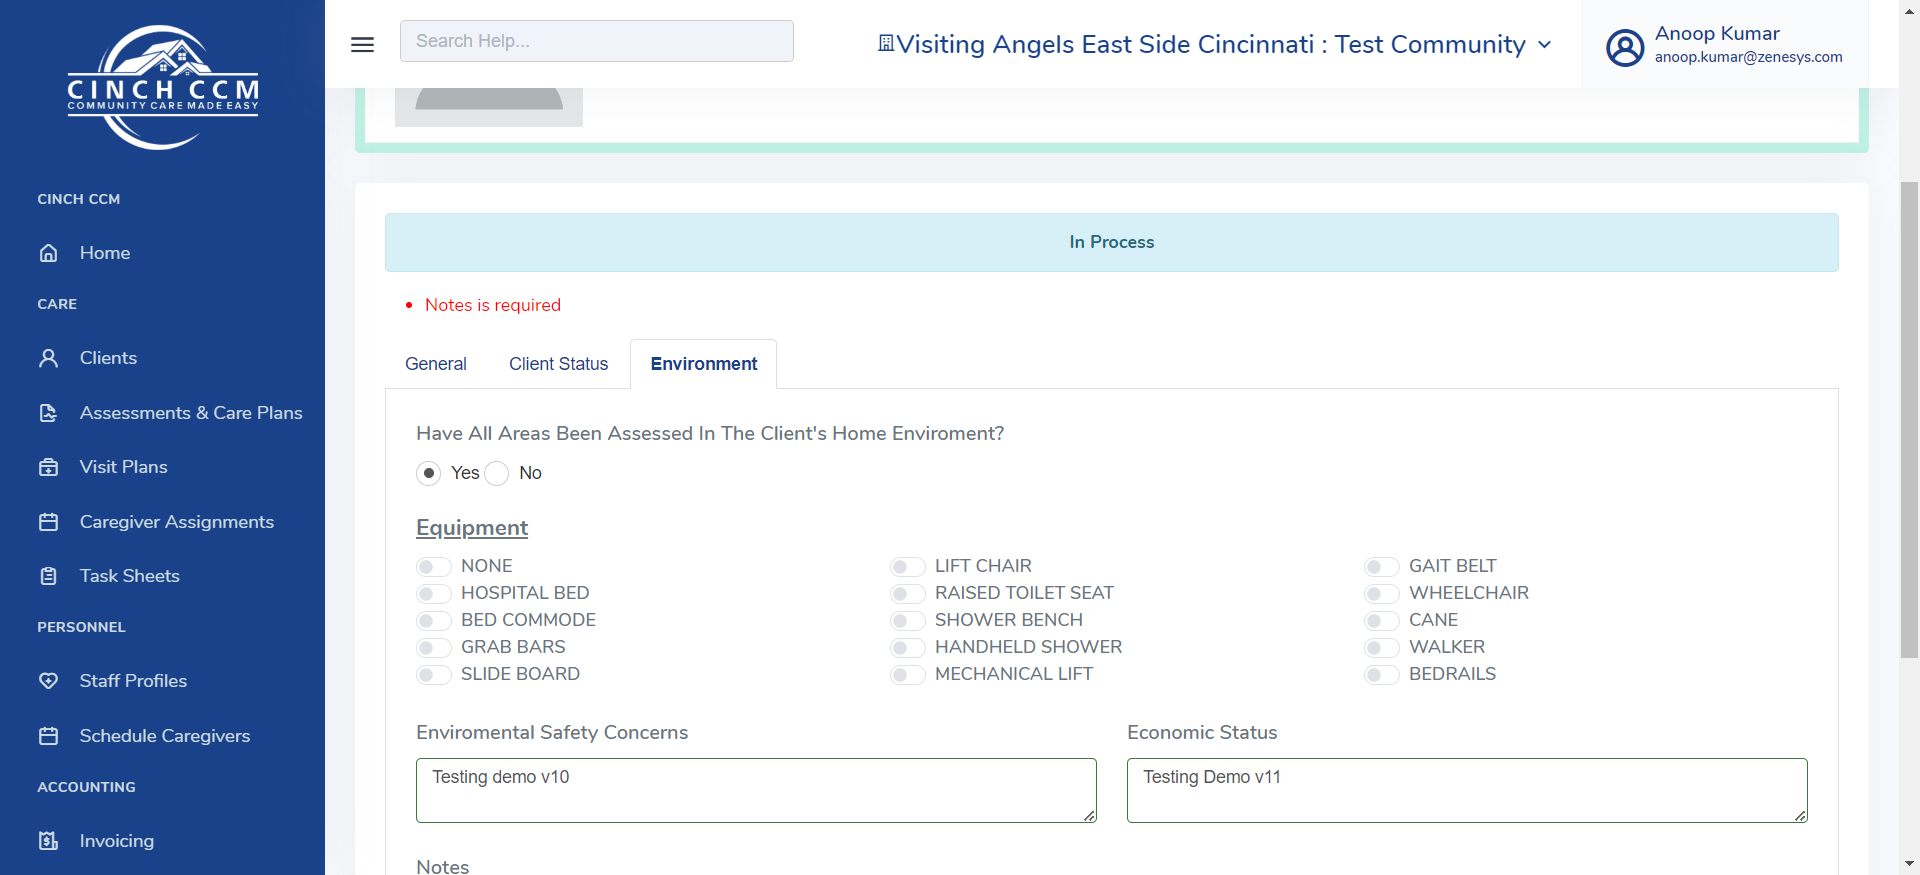 CINCH CCM
COMMUNITY CARE MADE EASY
CINCH CCM
Home
CARE
Clients
Assessments & Care Plans
Visit Plans
Caregiver Assignments
Task Sheets
PERSONNEL
Staff Profiles
Schedule Caregivers
ACCOUNTING
Invoicing
Search Help...
Visiting Angels East Side Cincinnati : Test Community
Anoop Kumar
anoop.kumar@zenesys.com
In Process
Notes is required
General Client Status Environment
Have All Areas Been Assessed In The Client's Home Enviroment?
Yes No
Equipment
NONE LIFT CHAIR GAIT BELT
HOSPITAL BED RAISED TOILET SEAT WHEELCHAIR
BED COMMODE SHOWER BENCH CANE
GRAB BARS HANDHELD SHOWER WALKER
SLIDE BOARD MECHANICAL LIFT BEDRAILS
Enviromental Safety Concerns Economic Status
Testing demo v10 Testing Demo v11
Notes